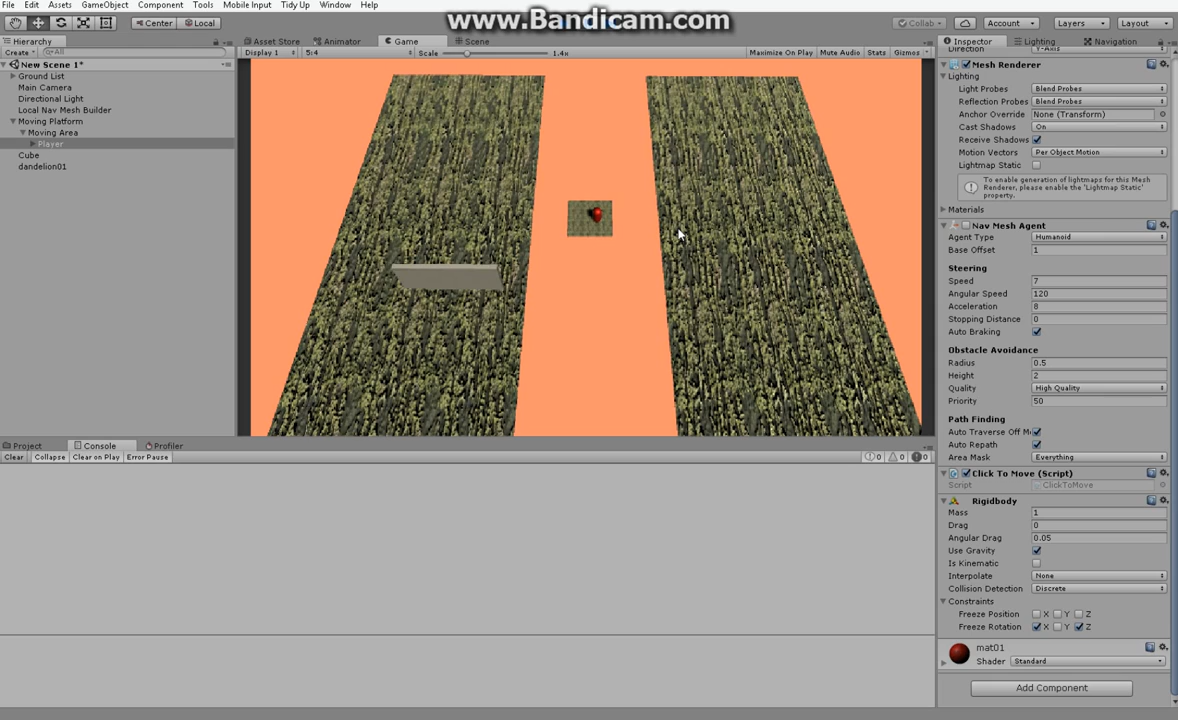 File Edit Assets GameObject Component Tools Mobile Input Tidy Up Window Help
www.Bandicam.com
Center Local Collab Account Layers Layout
Hierarchy Asset Store Animator Game Scene Inspector Lighting Navigation
Create All Display 1 5:4 Scale 1.4x Maximize On Play Mute Audio Stats Gizmos
Direction Y-Axis
New Scene 1*
Ground List
Main Camera
Directional Light
Local Nav Mesh Builder
Moving Platform
Moving Area
Player
Cube
dandelion01
Mesh Renderer
Lighting
Light Probes Blend Probes
Reflection Probes Blend Probes
Anchor Override None (Transform)
Cast Shadows On
Receive Shadows
Motion Vectors Per Object Motion
Lightmap Static
To enable generation of lightmaps for this Mesh
Renderer, please enable the 'Lightmap Static'
property.
Materials
Nav Mesh Agent
Agent Type Humanoid
Base Offset 1
Steering
Speed 7
Angular Speed 120
Acceleration 8
Stopping Distance 0
Auto Braking
Obstacle Avoidance
Radius 0.5
Height 2
Quality High Quality
Priority 50
Path Finding
Auto Traverse Off M
Auto Repath
Area Mask Everything
Click To Move (Script)
Script ClickToMove
Rigidbody
Mass 1
Drag 0
Angular Drag 0.05
Use Gravity
Is Kinematic
Interpolate None
Collision Detection Discrete
Constraints
Freeze Position X Y Z
Freeze Rotation X Y Z
mat01
Shader Standard
Add Component
Project Console Profiler
Clear Collapse Clear on Play Error Pause 0 0 0